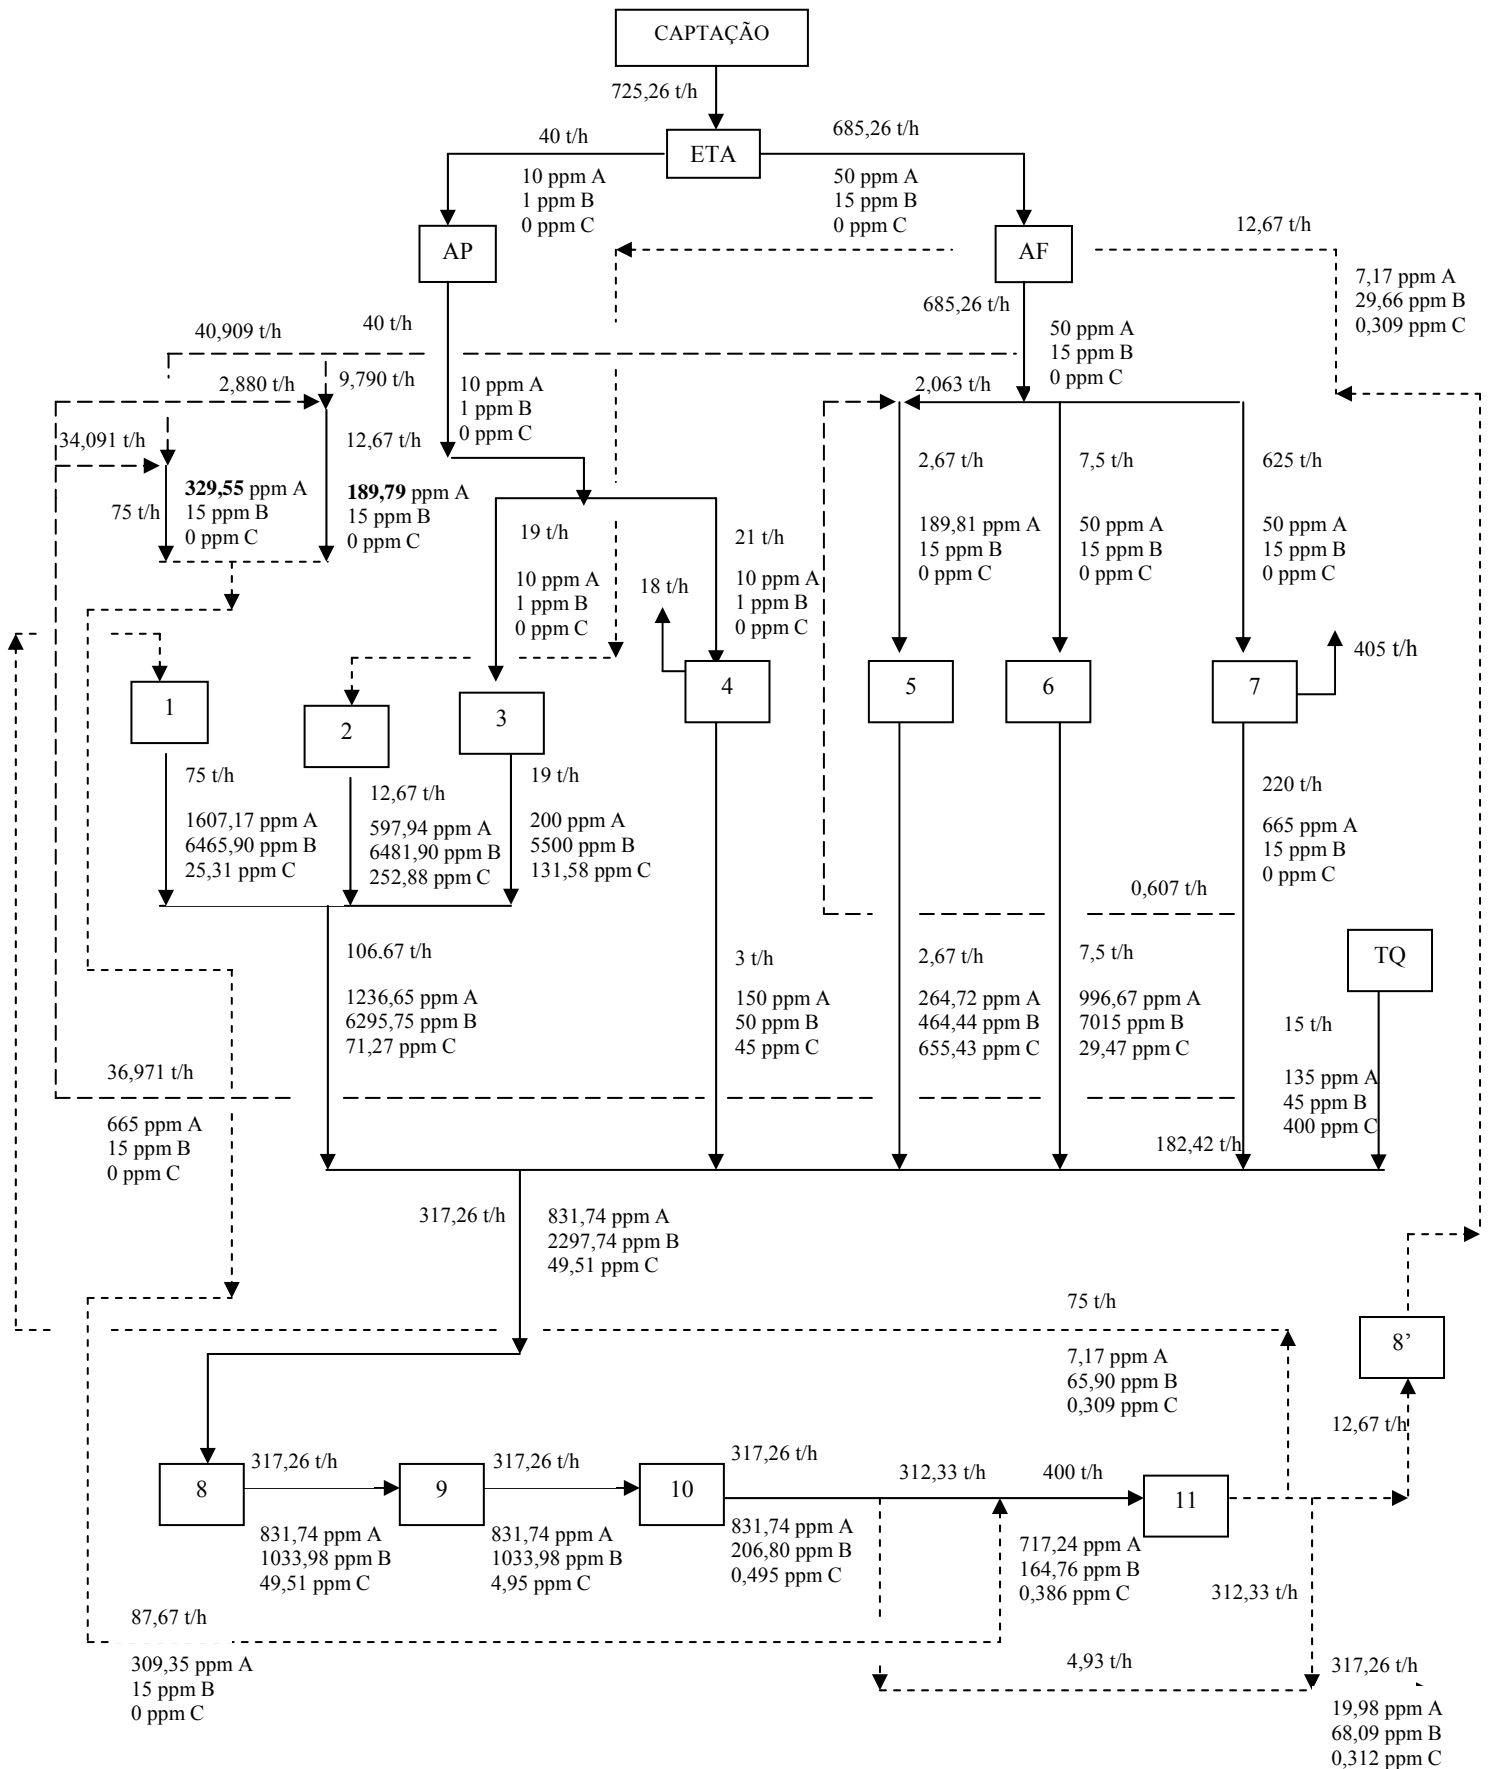 CAPTAÇÃO
725,26 t/h
40 t/h
685,26 t/h
ETA
10 ppm A
1 ppm B
0 ppm C
50 ppm A
15 ppm B
0 ppm C
12,67 t/h
AP
AF
7,17 ppm A
29,66 ppm B
0,309 ppm C
685,26 t/h
40,909 t/h
40 t/h
50 ppm A
15 ppm B
0 ppm C
2,880 t/h
9,790 t/h
10 ppm A
1 ppm B
0 ppm C
2,063 t/h
34,091 t/h
12,67 t/h
2,67 t/h
7,5 t/h
625 t/h
75 t/h
329,55 ppm A
15 ppm B
0 ppm C
189,79 ppm A
15 ppm B
0 ppm C
19 t/h
21 t/h
189,81 ppm A
15 ppm B
0 ppm C
50 ppm A
15 ppm B
0 ppm C
50 ppm A
15 ppm B
0 ppm C
10 ppm A
1 ppm B
0 ppm C
18 t/h
10 ppm A
1 ppm B
0 ppm C
405 t/h
1
2
3
4
5
6
7
75 t/h
12,67 t/h
19 t/h
220 t/h
1607,17 ppm A
6465,90 ppm B
25,31 ppm C
597,94 ppm A
6481,90 ppm B
252,88 ppm C
200 ppm A
5500 ppm B
131,58 ppm C
665 ppm A
15 ppm B
0 ppm C
0,607 t/h
106,67 t/h
3 t/h
2,67 t/h
7,5 t/h
TQ
1236,65 ppm A
6295,75 ppm B
71,27 ppm C
150 ppm A
50 ppm B
45 ppm C
264,72 ppm A
464,44 ppm B
655,43 ppm C
996,67 ppm A
7015 ppm B
29,47 ppm C
15 t/h
36,971 t/h
135 ppm A
45 ppm B
400 ppm C
665 ppm A
15 ppm B
0 ppm C
182,42 t/h
317,26 t/h
831,74 ppm A
2297,74 ppm B
49,51 ppm C
75 t/h
8’
7,17 ppm A
65,90 ppm B
0,309 ppm C
12,67 t/h
317,26 t/h
317,26 t/h
317,26 t/h
312,33 t/h
400 t/h
8
9
10
11
831,74 ppm A
1033,98 ppm B
49,51 ppm C
831,74 ppm A
1033,98 ppm B
4,95 ppm C
831,74 ppm A
206,80 ppm B
0,495 ppm C
717,24 ppm A
164,76 ppm B
0,386 ppm C
312,33 t/h
87,67 t/h
309,35 ppm A
15 ppm B
0 ppm C
4,93 t/h
317,26 t/h
19,98 ppm A
68,09 ppm B
0,312 ppm C